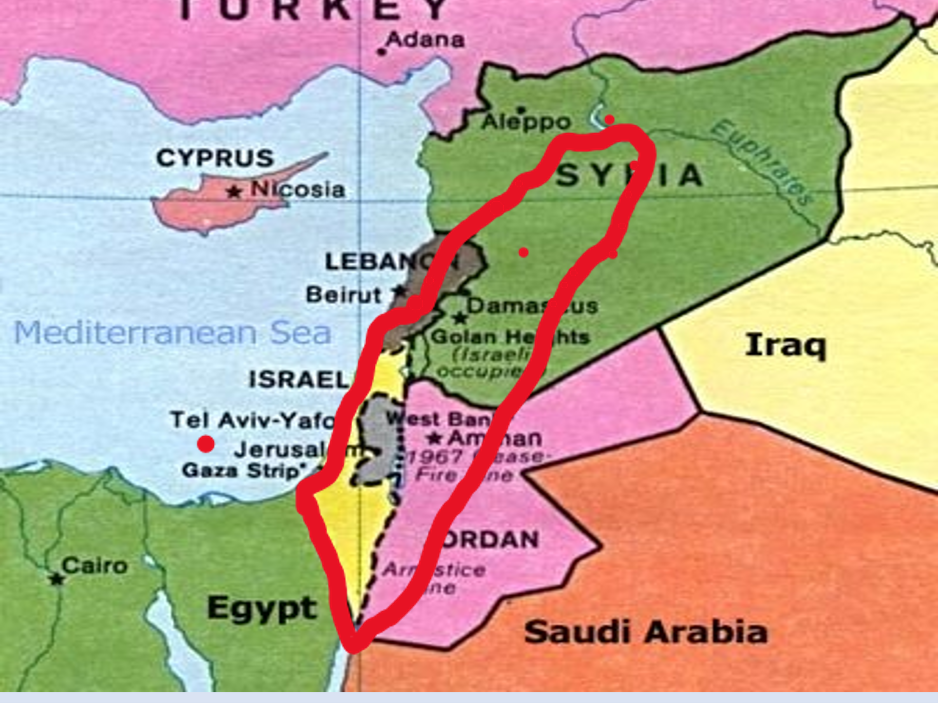 TURKEY
Adana
Aleppo
Euphrates
CYPRUS
SYRIA
Nicosia
LEBANON
Beirut
Damascus
Mediterranean Sea
Golan Heights
(Israeli
occupied
Iraq
ISRAEL
Tel Aviv-Yafo
West Bank
Jerusalem
Amman
1967 Cease-
Gaza Strip*
Fire Line
JORDAN
Cairo
Armistice
Line
Egypt
Saudi Arabia